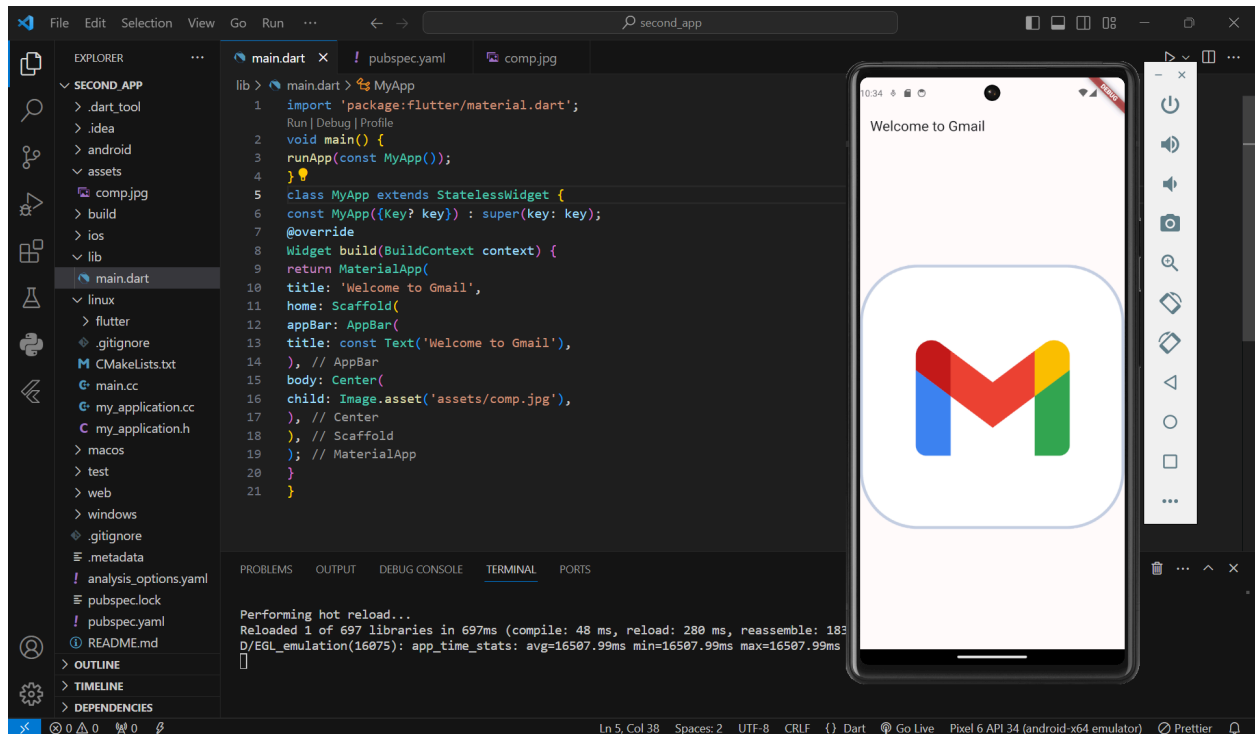 File Edit Selection View Go Run ··· second_app
EXPLORER ···
SECOND_APP
.dart_tool
.idea
android
assets
comp.jpg
build
ios
lib
main.dart
linux
flutter
.gitignore
CMakeLists.txt
main.cc
my_application.cc
my_application.h
macos
test
web
windows
.gitignore
.metadata
analysis_options.yaml
pubspec.lock
pubspec.yaml
README.md
OUTLINE
TIMELINE
DEPENDENCIES
main.dart pubspec.yaml comp.jpg
lib > main.dart > MyApp
1 import 'package:flutter/material.dart';
Run | Debug | Profile
2 void main() {
3 runApp(const MyApp());
4 }
5 class MyApp extends StatelessWidget {
6 const MyApp({Key? key}) : super(key: key);
7 @override
8 Widget build(BuildContext context) {
9 return MaterialApp(
10 title: 'Welcome to Gmail',
11 home: Scaffold(
12 appBar: AppBar(
13 title: const Text('Welcome to Gmail'),
14 ), // AppBar
15 body: Center(
16 child: Image.asset('assets/comp.jpg'),
17 ), // Center
18 ), // Scaffold
19 ); // MaterialApp
20 }
21 }
PROBLEMS OUTPUT DEBUG CONSOLE TERMINAL PORTS
Performing hot reload...
Reloaded 1 of 697 libraries in 697ms (compile: 48 ms, reload: 280 ms, reassemble: 183
D/EGL_emulation(16075): app_time_stats: avg=16507.99ms min=16507.99ms max=16507.99ms
10:34 DEBUG
Welcome to Gmail
0 0 0 Ln 5, Col 38 Spaces: 2 UTF-8 CRLF {} Dart Go Live Pixel 6 API 34 (android-x64 emulator) Prettier